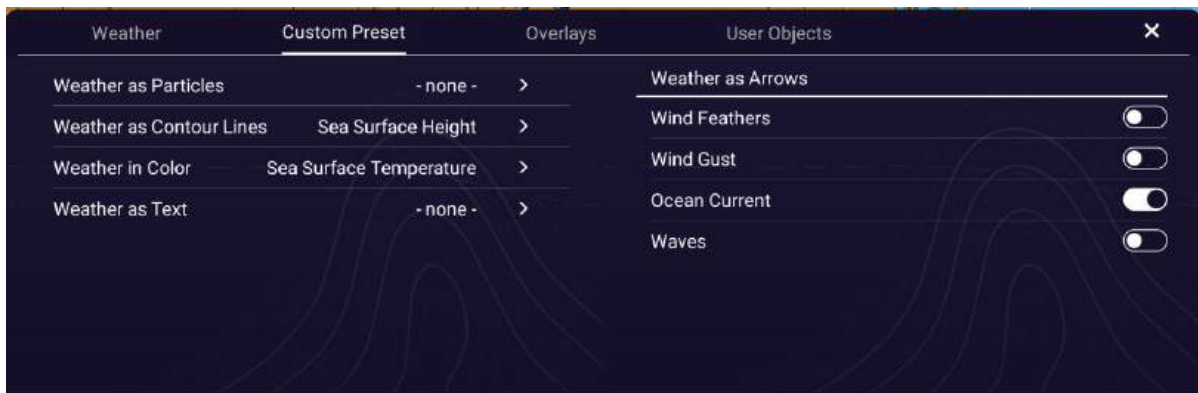 Weather Custom Preset Overlays User Objects
Weather as Particles - none -
Weather as Contour Lines Sea Surface Height
Weather in Color Sea Surface Temperature
Weather as Text - none -
Weather as Arrows
Wind Feathers
Wind Gust
Ocean Current
Waves